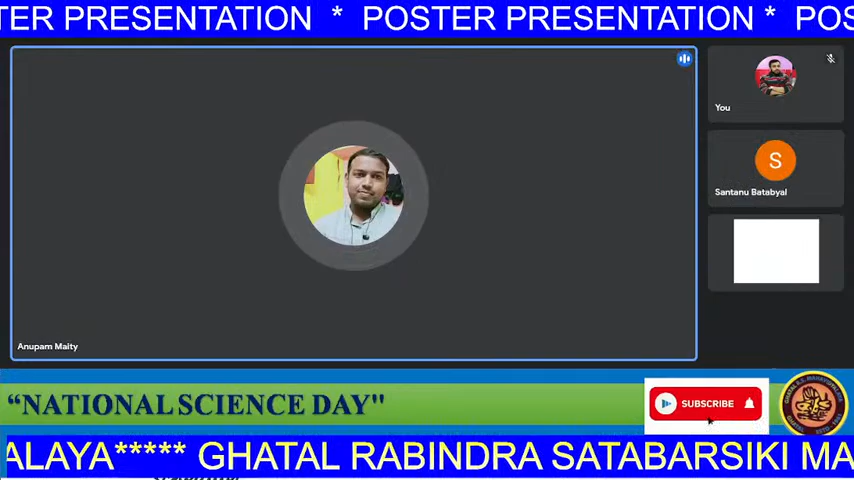 TER PRESENTATION * POSTER PRESENTATION * POS
You
S
Santanu Batabyal
Anupam Maity
“NATIONAL SCIENCE DAY"
SUBSCRIBE
ALAYA***** GHATAL RABINDRA SATABARSIKI MA